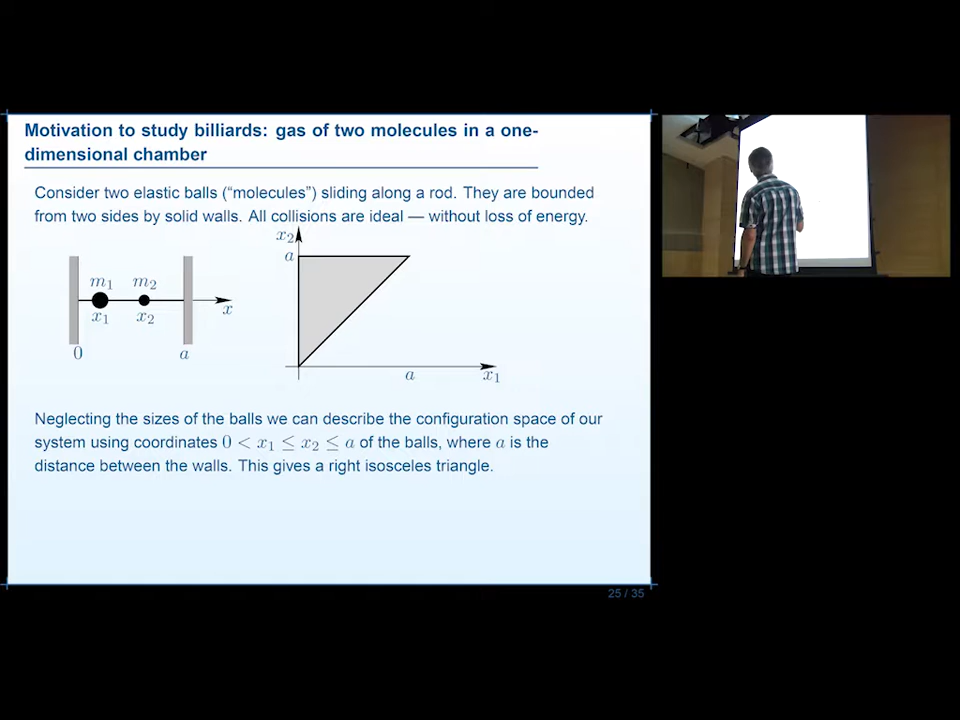 Motivation to study billiards: gas of two molecules in a one-
dimensional chamber
Consider two elastic balls (“molecules”) sliding along a rod. They are bounded
from two sides by solid walls. All collisions are ideal — without loss of energy.
x₂
a
m₁ m₂
x
x₁ x₂
0 a
a x₁
Neglecting the sizes of the balls we can describe the configuration space of our
system using coordinates 0 < x₁ ≤ x₂ ≤ a of the balls, where a is the
distance between the walls. This gives a right isosceles triangle.
25 / 35